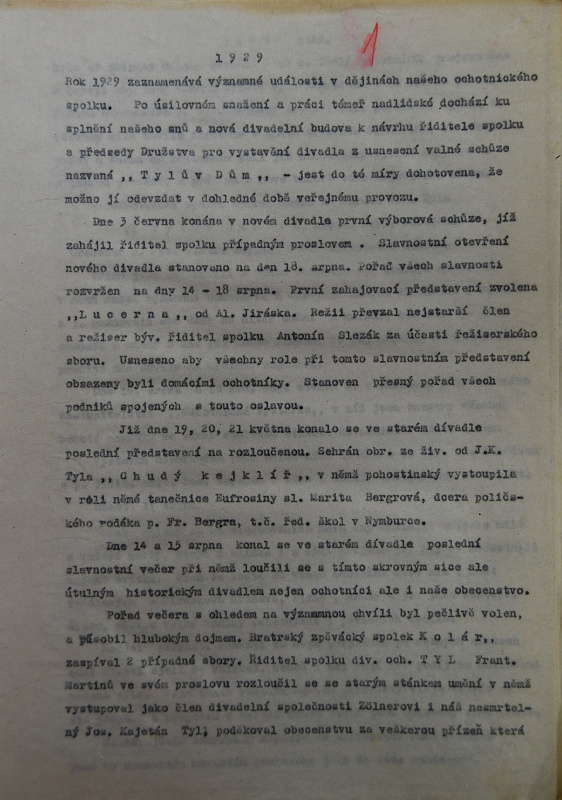 1
1929
Rok 1929 zaznamenává významné události v dějinách našeho ochotnického
spolku. Po úsilovném snažení a práci téměř nadlidské dochází ku
splnění našeho snů a nová divadelní budova k návrhu řiditele spolku
a předsedy Družstva pro vystavění divadla z usnesení valné schůze
nazvaná ,, T y l ů v D ů m ,, - jest do té míry dohotovena, že
možno jí odevzdat v dohledné době veřejnému provozu.
Dne 3 června konána v novém divadle první výborová schůze, jíž
zahájil řiditel spolku případným proslovem . Slavnostní otevření
nového divadla stanoveno na den 18. srpna. Pořad všech slavností
rozvržen na dny 14 - 18 srpna. První zahajovací představení zvolena
,,L u c e r n a ,, od Al. Jiráska. Režii převzal nejstarší člen
a režiser býv. řiditel spolku Antonín Slezák za účasti režiserského
sboru. Usneseno aby všechny role při tomto slavnostním představení
obsazeny byli domácími ochotníky. Stanoven přesný pořad všech
podniků spojených s touto oslavou.
Již dne 19, 20, 21 května konalo se ve starém dívadle
poslední představení na rozloučenou. Sehrán obr. ze živ. od J.K.
Tyla ,, C h u d ý k e j k l í ř ,, v němž pohostinský vystoupila
v roli němé tanečnice Eufrosiny sl. Marita Bergrová, dcera poličs-
kého rodáka p. Fr. Bergra, t.č. řed. škol v Nymburce.
Dne 14 a 15 srpna konal se ve starém dívadle poslední
slavnostní večer při němž loučili se s tímto skrovným sice ale
útulným historickým divadlem nejen ochotníci ale i naše obecenstvo.
Pořad večera s ohledem na významnou chvíli byl pečlivě volen,
a působil hlubokým dojmem. Bratrský zpěvácký spolek K o l á r ,,
zaspíval 2 případné sbory. Řiditel spolku div. och. T Y L Frant.
Martinů ve svém proslovu rozloučil se se starým stánkem umění v němž
vystupoval jako člen divadelní společnosti Zölnerovi i náš nesmrtel-
ný Jos. Kajetán Tyl, poděkoval obecenstvu za veškerou přízeň která